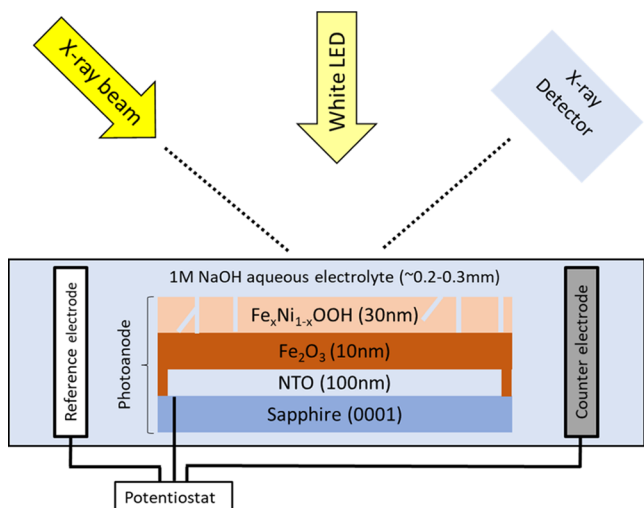 X-ray beam
White LED
X-ray
Detector
1M NaOH aqueous electrolyte (~0.2-0.3mm)
Reference electrode
Photoanode
FeₓNi₁₋ₓOOH (30nm)
Fe₂O₃ (10nm)
NTO (100nm)
Sapphire (0001)
Counter electrode
Potentiostat